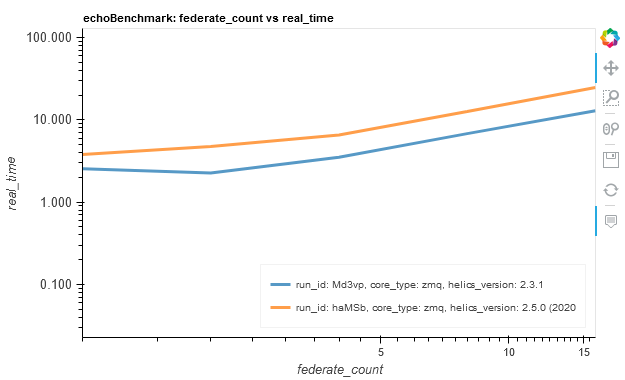 echoBenchmark: federate_count vs real_time
100.000
10.000
1.000
0.100
real_time
run_id: Md3vp, core_type: zmq, helics_version: 2.3.1
run_id: haMSb, core_type: zmq, helics_version: 2.5.0 (2020
5
10
15
federate_count